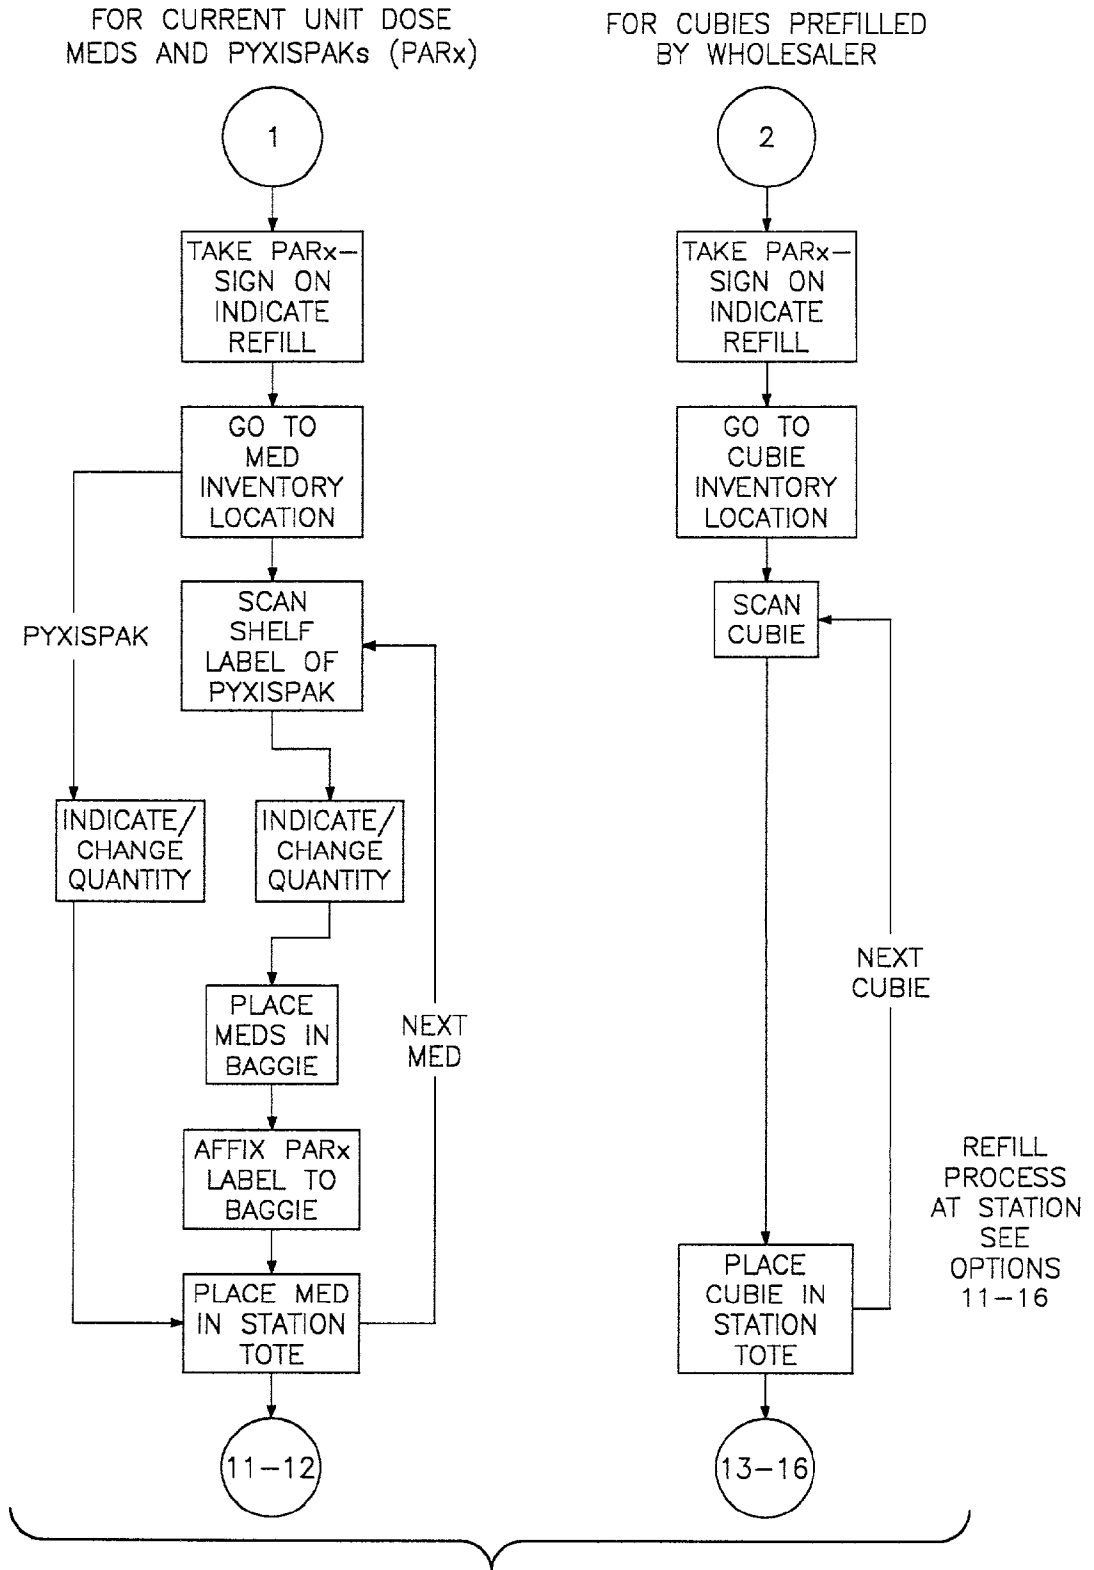 FOR CURRENT UNIT DOSE
MEDS AND PYXISPAKs (PARx)
1
TAKE PARx-
SIGN ON
INDICATE
REFILL
GO TO
MED
INVENTORY
LOCATION
PYXISPAK
SCAN
SHELF
LABEL OF
PYXISPAK
INDICATE/
CHANGE
QUANTITY
INDICATE/
CHANGE
QUANTITY
PLACE
MEDS IN
BAGGIE
NEXT
MED
AFFIX PARx
LABEL TO
BAGGIE
PLACE MED
IN STATION
TOTE
11-12
FOR CUBIES PREFILLED
BY WHOLESALER
2
TAKE PARx-
SIGN ON
INDICATE
REFILL
GO TO
CUBIE
INVENTORY
LOCATION
SCAN
CUBIE
NEXT
CUBIE
PLACE
CUBIE IN
STATION
TOTE
13-16
REFILL
PROCESS
AT STATION
SEE
OPTIONS
11-16